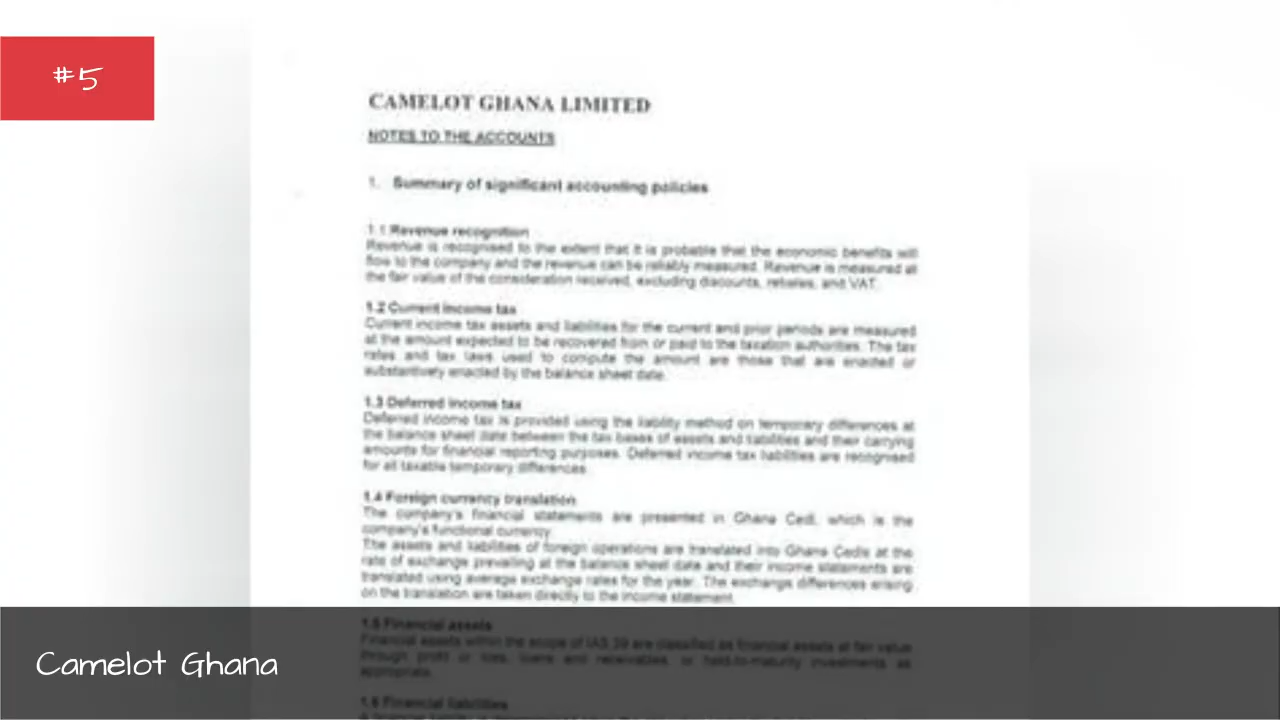 #5
CAMELOT GHANA LIMITED
NOTES TO THE ACCOUNTS
1. Summary of significant accounting policies
1.1 Revenue recognition
Revenue is recognised to the extent that it is probable that the economic benefits will
flow to the company and the revenue can be reliably measured. Revenue is measured at
the fair value of the consideration received, excluding discounts, rebates, and VAT.
1.2 Current income tax
Current income tax assets and liabilities for the current and prior periods are measured
at the amount expected to be recovered from or paid to the taxation authorities. The tax
rates and tax laws used to compute the amount are those that are enacted or
substantively enacted by the balance sheet date.
1.3 Deferred income tax
Deferred income tax is provided using the liability method on temporary differences at
the balance sheet date between the tax bases of assets and liabilities and their carrying
amounts for financial reporting purposes. Deferred income tax liabilities are recognised
for all taxable temporary differences.
1.4 Foreign currency translation
The company's financial statements are presented in Ghana Cedi, which is the
company's functional currency.
The assets and liabilities of foreign operations are translated into Ghana Cedis at the
rate of exchange prevailing at the balance sheet date and their income statements are
translated using average exchange rates for the year. The exchange differences arising
on the translation are taken directly to the income statement.
1.5 Financial assets
Financial assets within the scope of IAS 39 are classified as financial assets at fair value
through profit or loss, loans and receivables, or held-to-maturity investments as
appropriate.
1.6 Financial liabilities
Camelot Ghana